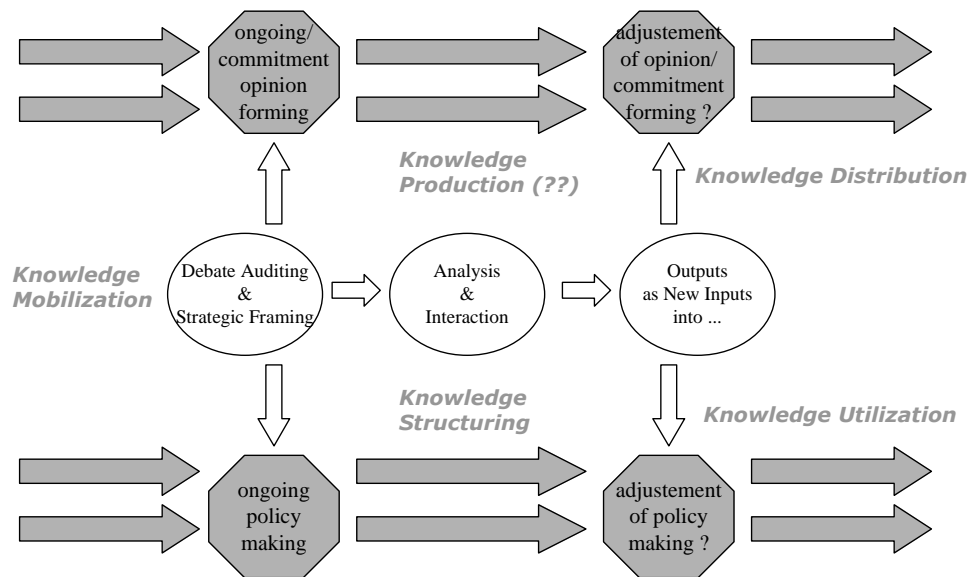 ongoing/
commitment
opinion
forming
adjustement
of opinion/
commitment
forming ?
Knowledge
Production (??)
Knowledge Distribution
Knowledge
Mobilization
Debate Auditing
&
Strategic Framing
Analysis
&
Interaction
Outputs
as New Inputs
into ...
Knowledge
Structuring
Knowledge Utilization
ongoing
policy
making
adjustement
of policy
making ?